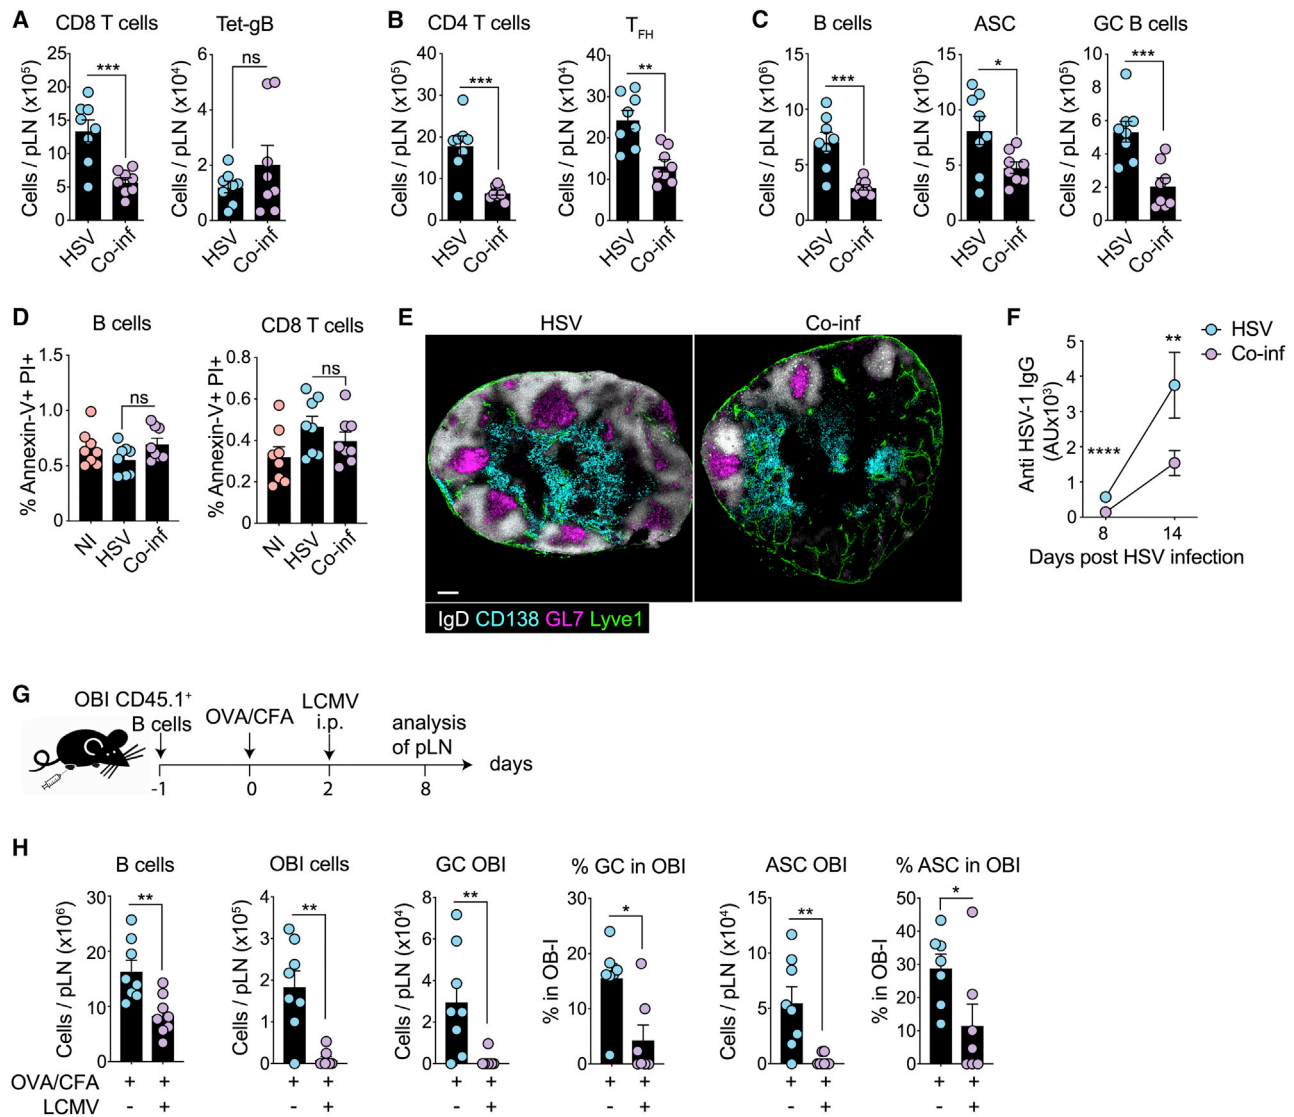 A
CD8 T cells
Tet-gB
Cells / pLN (x10⁵)
25
20
15
10
5
0
***
HSV
Co-inf
Cells / pLN (x10⁴)
6
4
2
0
ns
HSV
Co-inf
B
CD4 T cells
T_FH
Cells / pLN (x10⁵)
40
30
20
10
0
***
HSV
Co-inf
Cells / pLN (x10⁴)
40
30
20
10
0
**
HSV
Co-inf
C
B cells
ASC
GC B cells
Cells / pLN (x10⁶)
15
10
5
0
***
HSV
Co-inf
Cells / pLN (x10⁵)
15
10
5
0
*
HSV
Co-inf
Cells / pLN (x10⁵)
10
8
6
4
2
0
***
HSV
Co-inf
D
B cells
CD8 T cells
% Annexin-V+ PI+
1.5
1.0
0.5
0
ns
NI
HSV
Co-inf
% Annexin-V+ PI+
0.8
0.6
0.4
0.2
0
ns
NI
HSV
Co-inf
E
HSV
Co-inf
IgD CD138 GL7 Lyve1
F
HSV
Co-inf
Anti HSV-1 IgG
(AUx10³)
5
4
3
2
1
0
****
**
8
14
Days post HSV infection
G
OBI CD45.1⁺
B cells
OVA/CFA
LCMV
i.p.
analysis
of pLN
days
-1
0
2
8
H
B cells
OBI cells
GC OBI
% GC in OBI
ASC OBI
% ASC in OBI
Cells / pLN (x10⁶)
30
20
10
0
**
Cells / pLN (x10⁵)
4
3
2
1
0
**
Cells / pLN (x10⁴)
8
6
4
2
0
**
% in OB-I
30
20
10
0
*
Cells / pLN (x10⁴)
15
10
5
0
**
% in OB-I
50
40
30
20
10
0
*
OVA/CFA + + + + + + + + + + + +
LCMV - + - + - + - + - + - +